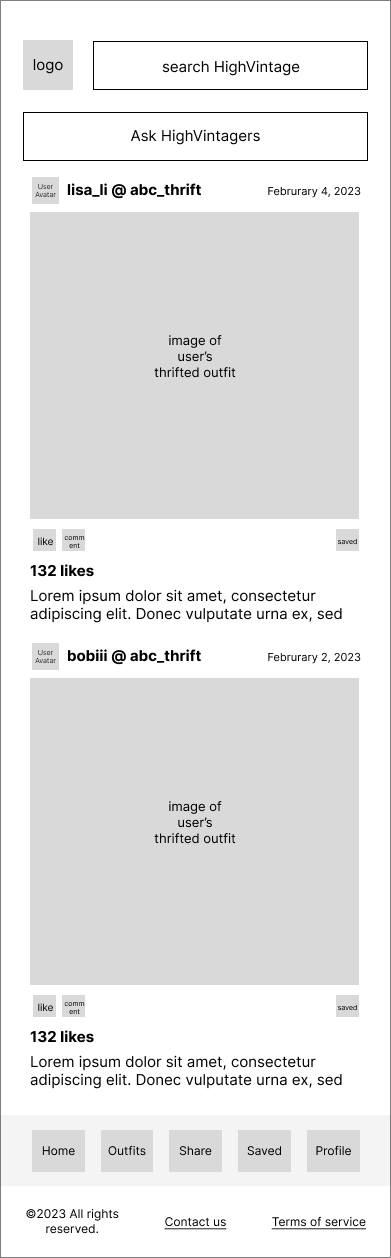 logo
search HighVintage
Ask HighVintagers
User
Avatar
lisa_li @ abc_thrift
Februrary 4, 2023
image of
user’s
thrifted outfit
like
comm
ent
saved
132 likes
Lorem ipsum dolor sit amet, consectetur
adipiscing elit. Donec vulputate urna ex, sed
User
Avatar
bobiii @ abc_thrift
Februrary 2, 2023
image of
user’s
thrifted outfit
like
comm
ent
saved
132 likes
Lorem ipsum dolor sit amet, consectetur
adipiscing elit. Donec vulputate urna ex, sed
Home
Outfits
Share
Saved
Profile
©2023 All rights
reserved.
Contact us
Terms of service